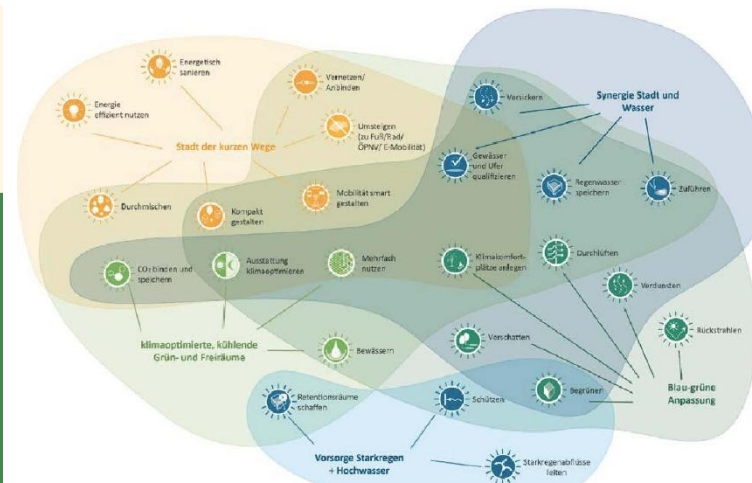 Energetisch
sanieren
Energie
effizient nutzen
Vernetzen/
Anbinden
Stadt der kurzen Wege
Umsteigen
(zu Fuß/Rad/
ÖPNV/ E-Mobilität)
Durchmischen
Kompakt
gestalten
Mobilität smart
gestalten
Versickern
Synergie Stadt und
Wasser
Gewässer
und Ufer
qualifizieren
Regenwasser
speichern
Zuführen
CO₂ binden und
speichern
Ausstattung
klimaoptimieren
Mehrfach
nutzen
Klimakomfort-
plätze anlegen
Durchlüften
Verdunsten
Rückstrahlen
klimaoptimierte, kühlende
Grün- und Freiräume
Bewässern
Verschatten
Begrünen
Blau-grüne
Anpassung
Retentionsräume
schaffen
Schützen
Vorsorge Starkregen
+ Hochwasser
Starkregenabflüsse
leiten